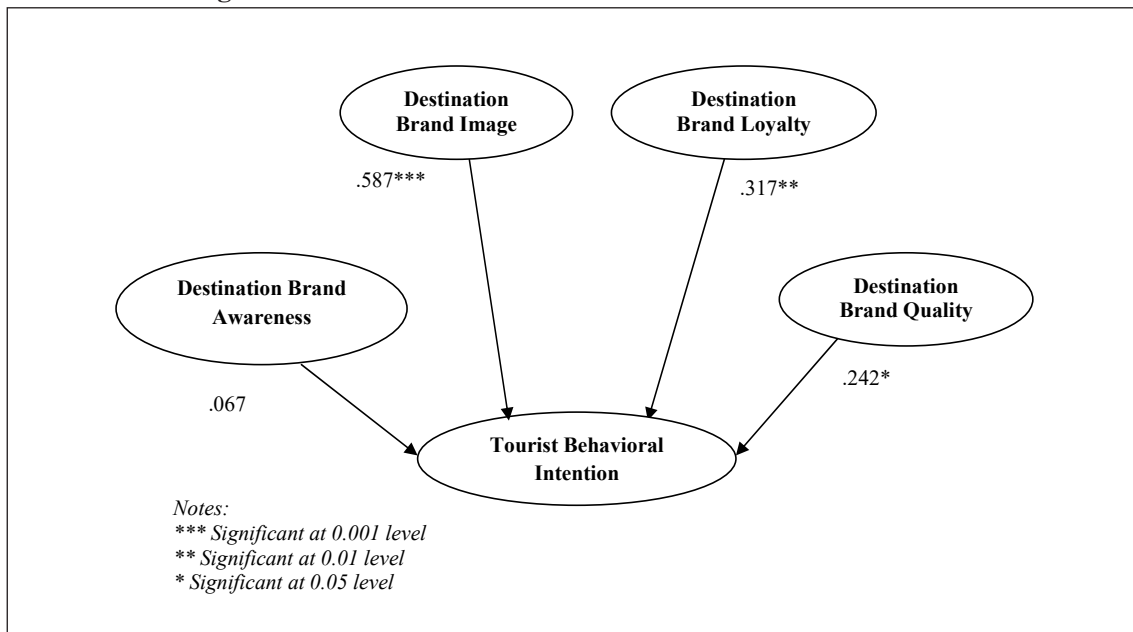 Destination
Brand Image
Destination
Brand Loyalty
.587***
.317**
Destination Brand
Awareness
Destination
Brand Quality
.067
.242*
Tourist Behavioral
Intention
Notes:
*** Significant at 0.001 level
** Significant at 0.01 level
* Significant at 0.05 level